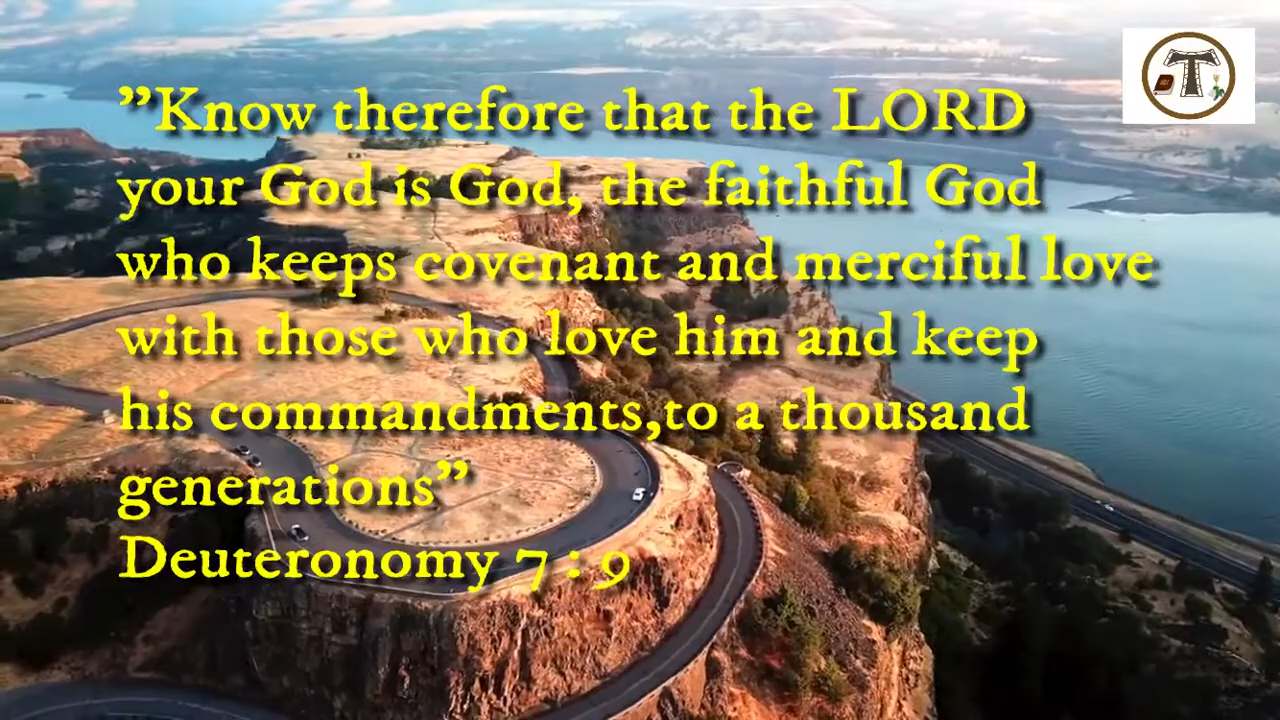 ”Know therefore that the LORD
your God is God, the faithful God
who keeps covenant and merciful love
with those who love him and keep
his commandments,to a thousand
generations”
Deuteronomy 7 : 9